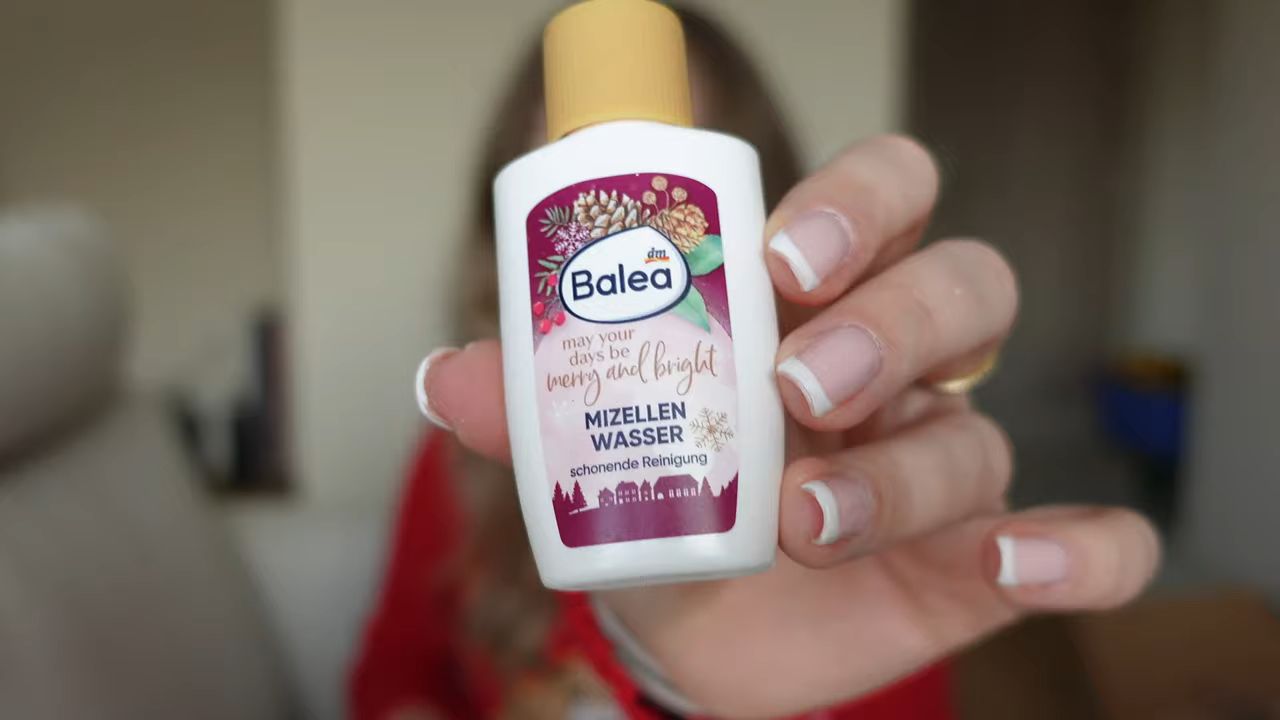 dm
Balea
may your
days be
merry and bright
MIZELLEN
WASSER
schonende Reinigung